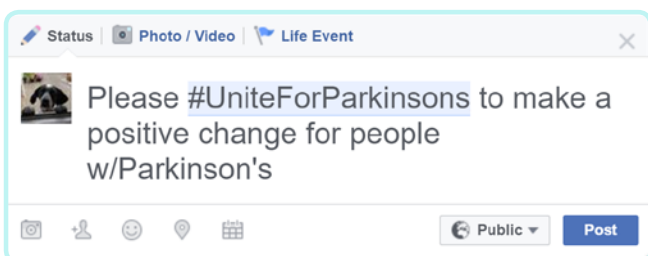 Status Photo / Video Life Event
Please #UniteForParkinsons to make a
positive change for people
w/Parkinson's
Public Post